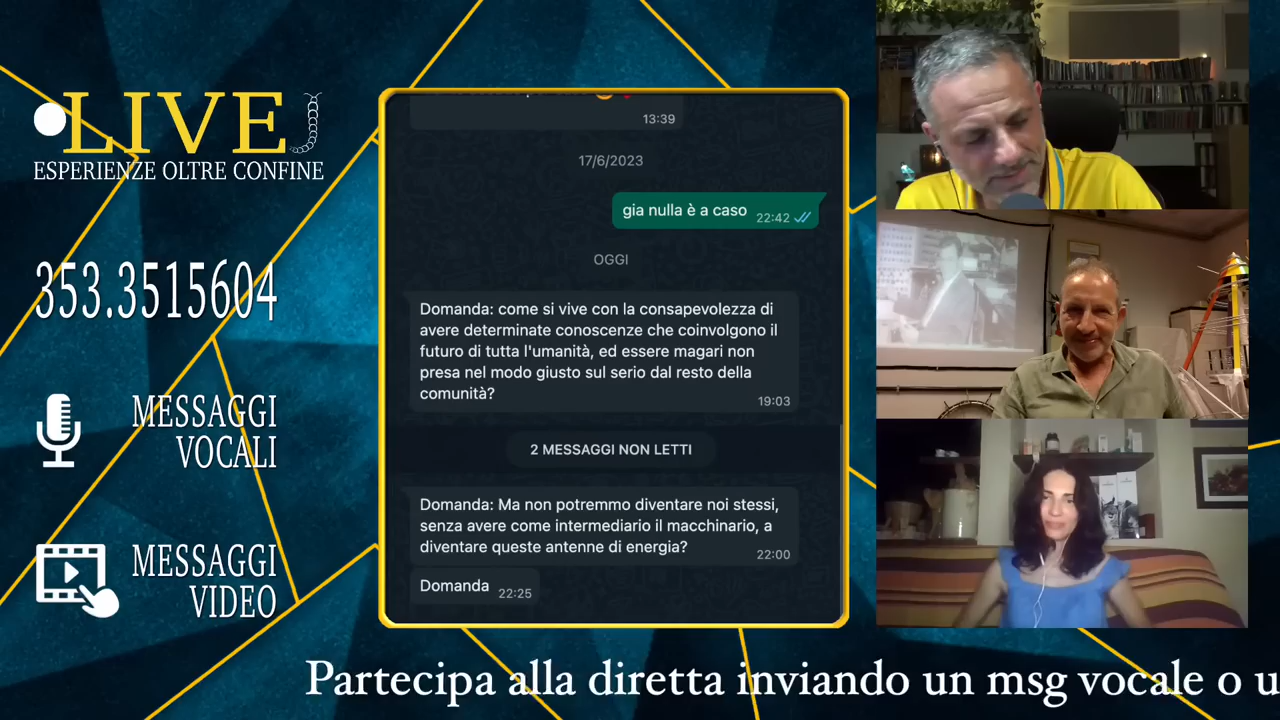 LIVE
ESPERIENZE OLTRE CONFINE
353.3515604
MESSAGGI
VOCALI
MESSAGGI
VIDEO
13:39
17/6/2023
gia nulla è a caso 22:42
OGGI
Domanda: come si vive con la consapevolezza di
avere determinate conoscenze che coinvolgono il
futuro di tutta l'umanità, ed essere magari non
presa nel modo giusto sul serio dal resto della
comunità?
19:03
2 MESSAGGI NON LETTI
Domanda: Ma non potremmo diventare noi stessi,
senza avere come intermediario il macchinario, a
diventare queste antenne di energia?
22:00
Domanda 22:25
Partecipa alla diretta inviando un msg vocale o u